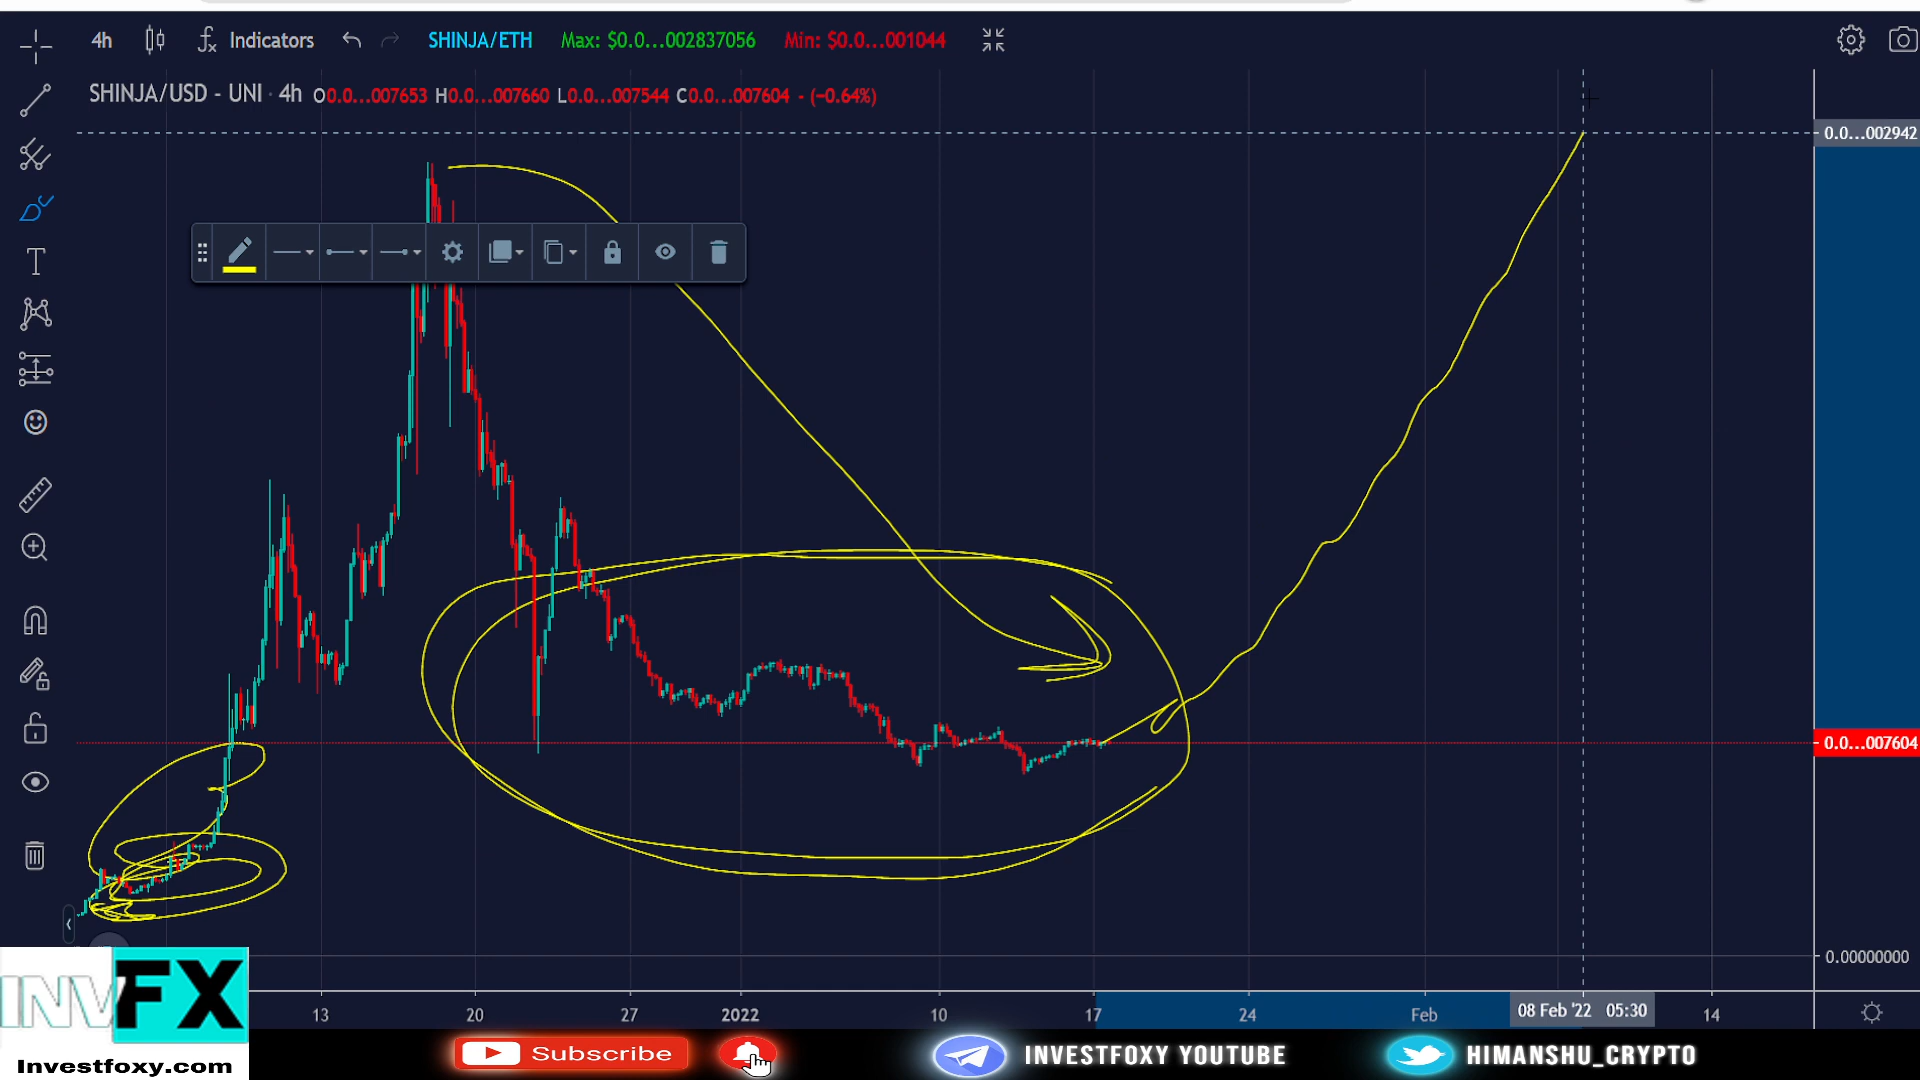 4h Indicators SHINJA/ETH Max: $0.0...002837056 Min: $0.0...001044
SHINJA/USD - UNI · 4h O0.0...007653 H0.0...007660 L0.0...007544 C0.0...007604 - (−0.64%)
0.0...002942
T
0.0...007604
0.00000000
13 20 27 2022 10 17 24 Feb 08 Feb '22 05:30 14
INV FX
Investfoxy.com
Subscribe INVESTFOXY YOUTUBE HIMANSHU_CRYPTO